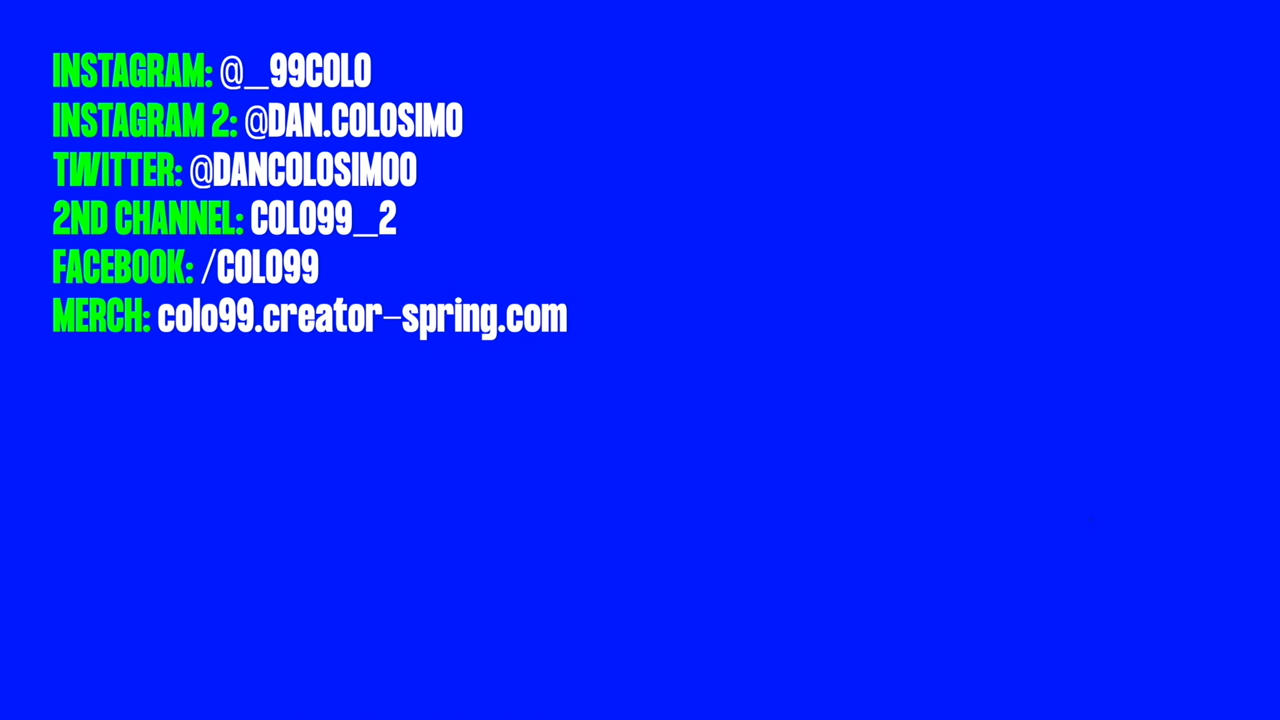 INSTAGRAM: @_99COLO
INSTAGRAM 2: @DAN.COLOSIMO
TWITTER: @DANCOLOSIMOO
2ND CHANNEL: COLO99_2
FACEBOOK: /COLO99
MERCH: colo99.creator-spring.com